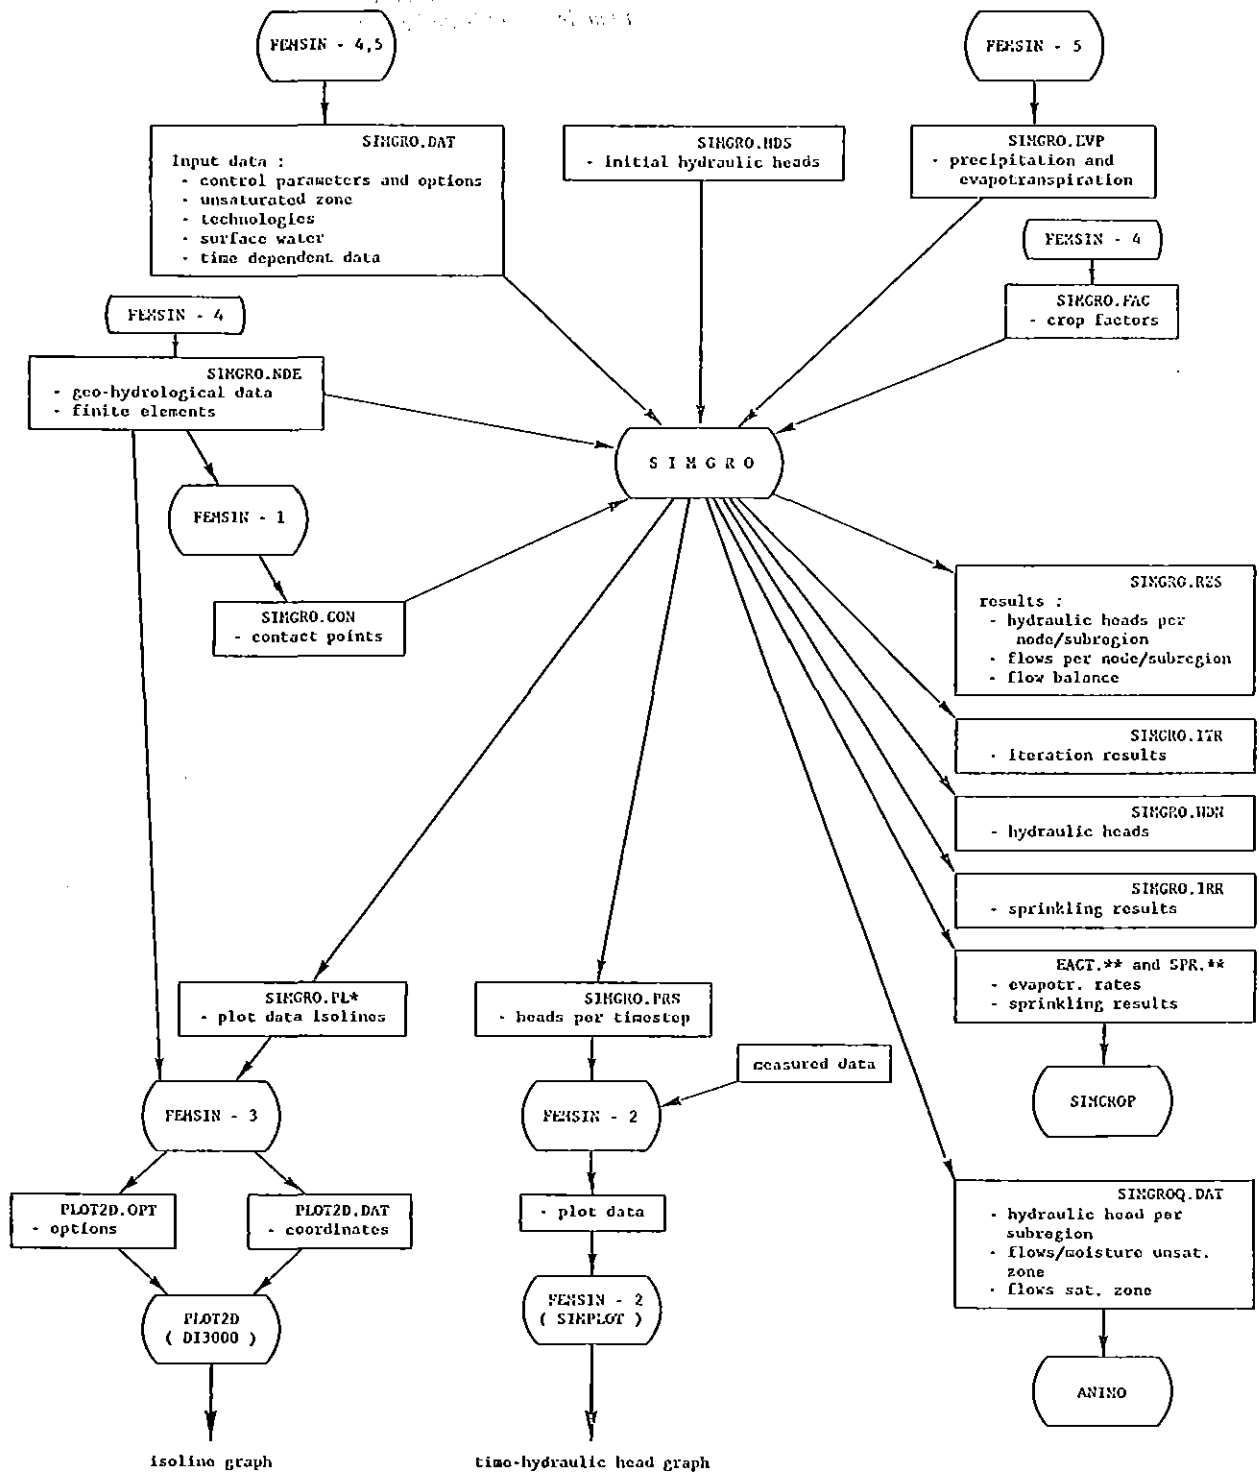 FEMSIN - 4,5
FEMSIN - 5
SIMGRO.DAT
Input data :
- control parameters and options
- unsaturated zone
- technologies
- surface water
- time dependent data
SIMGRO.HDS
- initial hydraulic heads
SIMGRO.EVP
- precipitation and
evapotranspiration
FEMSIN - 4
SIMGRO.FAC
- crop factors
FEMSIN - 4
SIMGRO.NDE
- geo-hydrological data
- finite elements
S I M G R O
FEMSIN - 1
SIMGRO.CON
- contact points
SIMGRO.RES
results :
- hydraulic heads per
node/subregion
- flows per node/subregion
- flow balance
SIMGRO.ITR
- iteration results
SIMGRO.HDN
- hydraulic heads
SIMGRO.IRR
- sprinkling results
EACT.** and SPR.**
- evapotr. rates
- sprinkling results
SIMGRO.PL*
- plot data isolines
SIMGRO.PRS
- heads per timestep
measured data
FEMSIN - 3
FEMSIN - 2
SIMCROP
PLOT2D.OPT
- options
PLOT2D.DAT
- coordinates
- plot data
SIMGROQ.DAT
- hydraulic head per
subregion
- flows/moisture unsat.
zone
- flows sat. zone
PLOT2D
( DI3000 )
FEMSIN - 2
( SIMPLOT )
ANIMO
isoline graph
time-hydraulic head graph